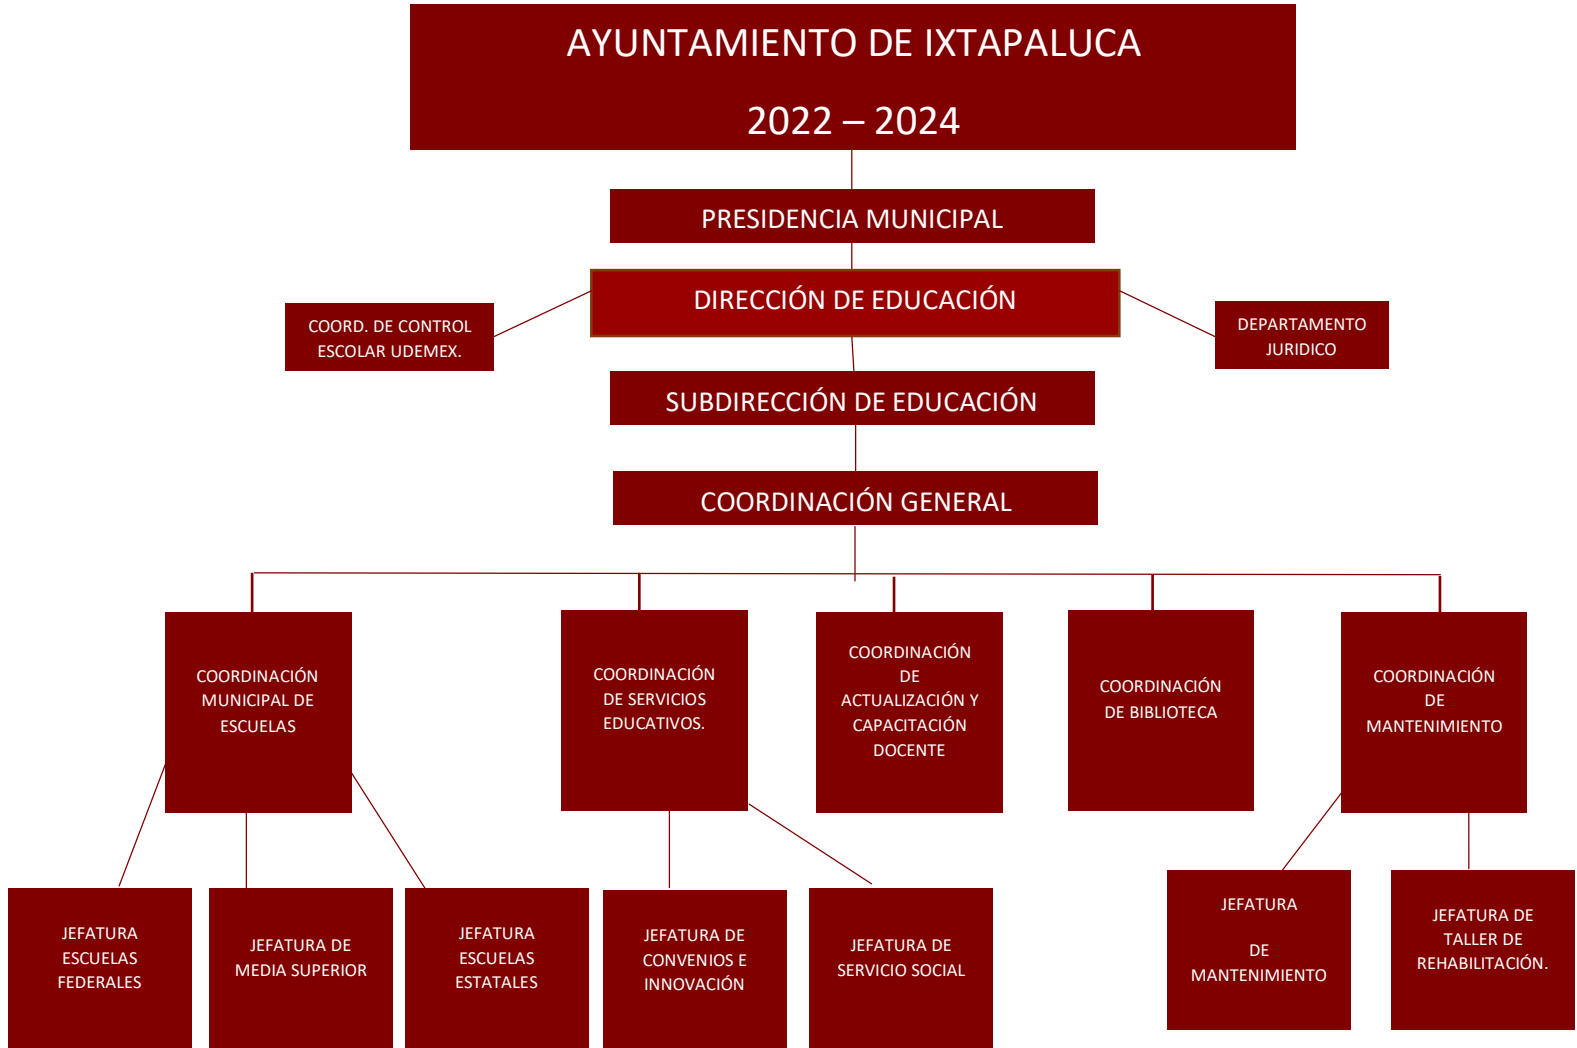 AYUNTAMIENTO DE IXTAPALUCA
2022 – 2024
PRESIDENCIA MUNICIPAL
DIRECCIÓN DE EDUCACIÓN
COORD. DE CONTROL
ESCOLAR UDEMEX.
DEPARTAMENTO
JURIDICO
SUBDIRECCIÓN DE EDUCACIÓN
COORDINACIÓN GENERAL
COORDINACIÓN
MUNICIPAL DE
ESCUELAS
COORDINACIÓN
DE SERVICIOS
EDUCATIVOS.
COORDINACIÓN
DE
ACTUALIZACIÓN Y
CAPACITACIÓN
DOCENTE
COORDINACIÓN
DE BIBLIOTECA
COORDINACIÓN
DE
MANTENIMIENTO
JEFATURA
ESCUELAS
FEDERALES
JEFATURA DE
MEDIA SUPERIOR
JEFATURA
ESCUELAS
ESTATALES
JEFATURA DE
CONVENIOS E
INNOVACIÓN
JEFATURA DE
SERVICIO SOCIAL
JEFATURA
DE
MANTENIMIENTO
JEFATURA DE
TALLER DE
REHABILITACIÓN.